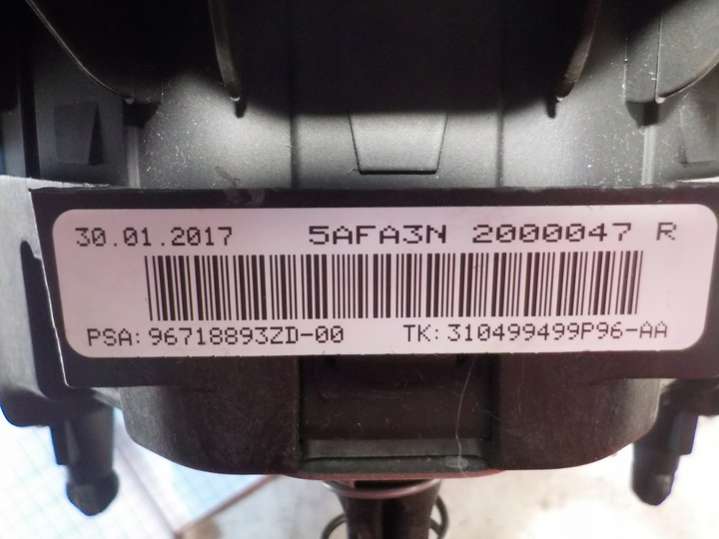 30.01.2017 5AFA3N 2000047 R
PSA: 96718893ZD-00 TK: 310499499P96-AA